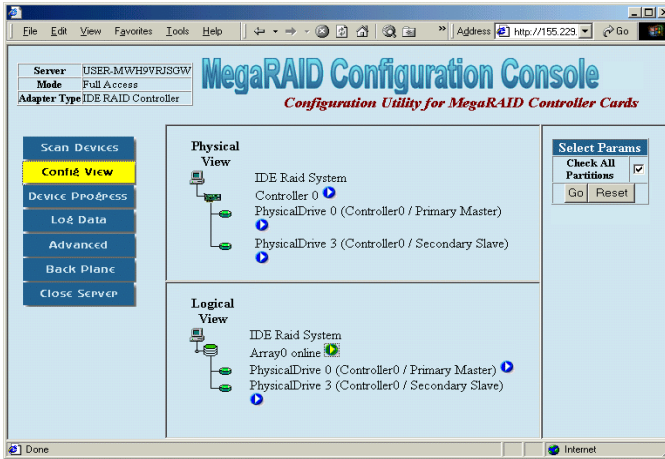 File Edit View Favorites Tools Help
» Address http://155.229. Go
Server USER-MWH9VRJSGW
Mode Full Access
Adapter Type IDE RAID Controller
MegaRAID Configuration Console
Configuration Utility for MegaRAID Controller Cards
Scan Devices
Config View
Device Progress
Log Data
Advanced
Back Plane
Close Server
Physical
View
IDE Raid System
Controller 0
PhysicalDrive 0 (Controller0 / Primary Master)
PhysicalDrive 3 (Controller0 / Secondary Slave)
Logical
View
IDE Raid System
Array0 online
PhysicalDrive 0 (Controller0 / Primary Master)
PhysicalDrive 3 (Controller0 / Secondary Slave)
Select Params
Check All
Partitions
Go Reset
Done
Internet